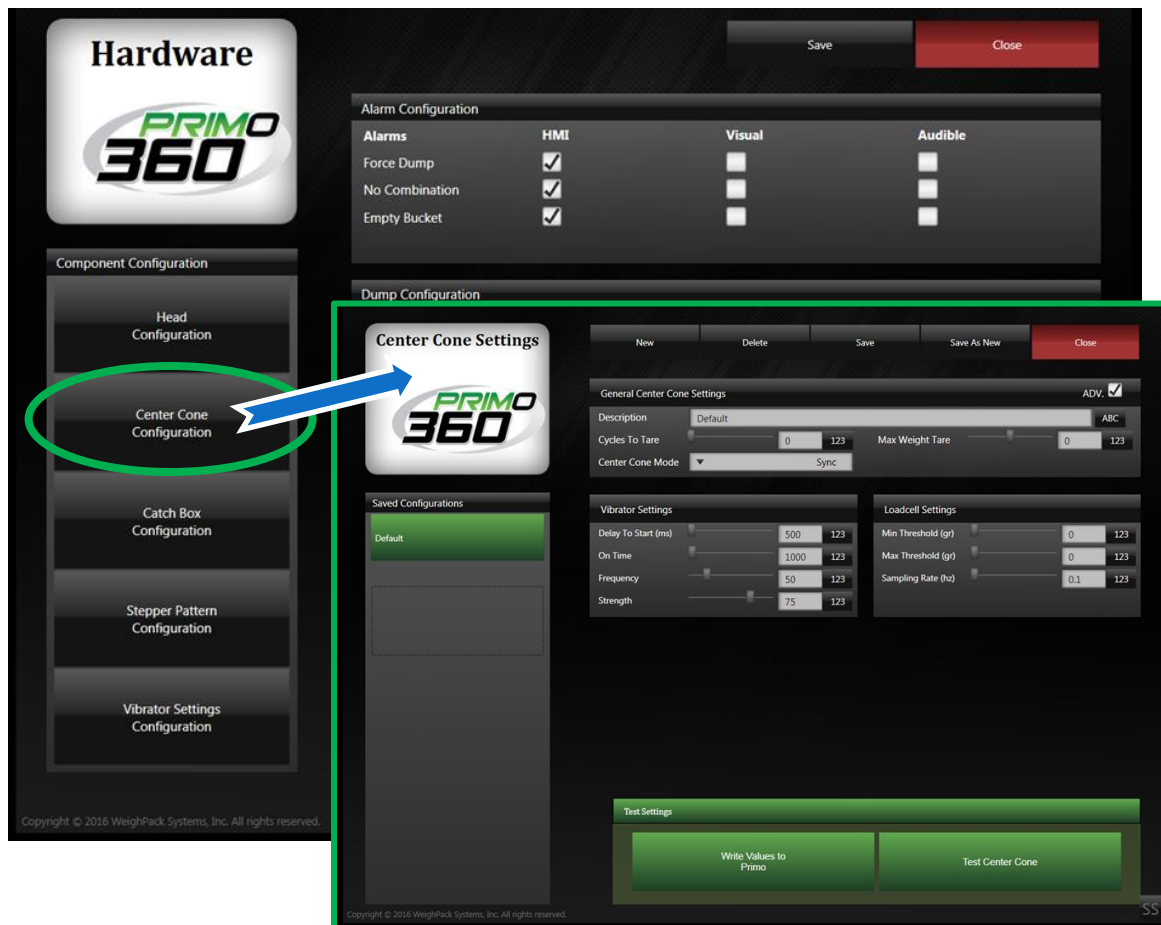 Hardware
PRIMO
360
Save
Close
Alarm Configuration
Alarms HMI Visual Audible
Force Dump
No Combination
Empty Bucket
Dump Configuration
Component Configuration
Head
Configuration
Center Cone
Configuration
Catch Box
Configuration
Stepper Pattern
Configuration
Vibrator Settings
Configuration
Copyright © 2016 WeighPack Systems, Inc. All rights reserved.
Center Cone Settings
PRIMO
360
New Delete Save Save As New Close
General Center Cone Settings ADV.
Description Default ABC
Cycles To Tare 0 123 Max Weight Tare 0 123
Center Cone Mode Sync
Saved Configurations
Default
Vibrator Settings
Delay To Start (ms) 500 123
On Time 1000 123
Frequency 50 123
Strength 75 123
Loadcell Settings
Min Threshold (gr) 0 123
Max Threshold (gr) 0 123
Sampling Rate (hz) 0.1 123
Test Settings
Write Values to
Primo
Test Center Cone
Copyright © 2016 WeighPack Systems, Inc. All rights reserved.
SS